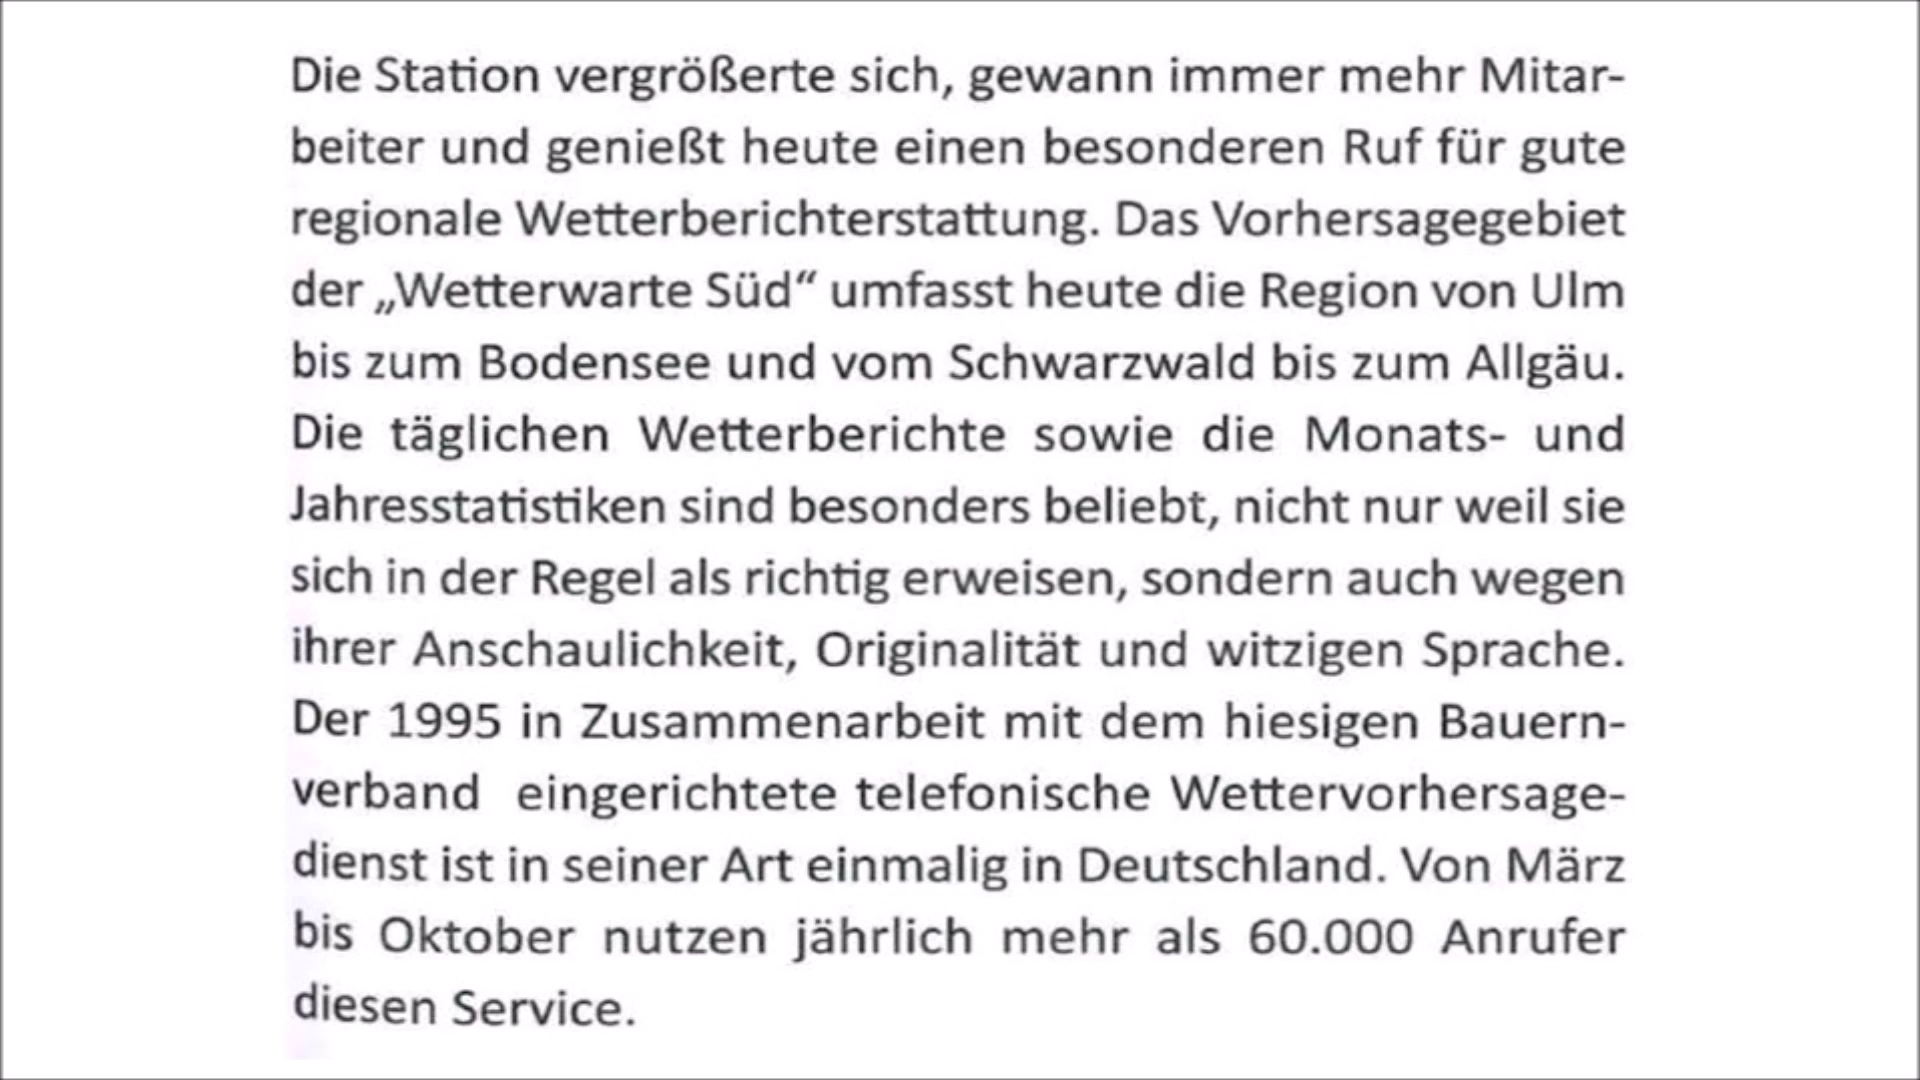 Die Station vergrößerte sich, gewann immer mehr Mitar-
beiter und genießt heute einen besonderen Ruf für gute
regionale Wetterberichterstattung. Das Vorhersagegebiet
der „Wetterwarte Süd“ umfasst heute die Region von Ulm
bis zum Bodensee und vom Schwarzwald bis zum Allgäu.
Die täglichen Wetterberichte sowie die Monats- und
Jahresstatistiken sind besonders beliebt, nicht nur weil sie
sich in der Regel als richtig erweisen, sondern auch wegen
ihrer Anschaulichkeit, Originalität und witzigen Sprache.
Der 1995 in Zusammenarbeit mit dem hiesigen Bauern-
verband eingerichtete telefonische Wettervorhersage-
dienst ist in seiner Art einmalig in Deutschland. Von März
bis Oktober nutzen jährlich mehr als 60.000 Anrufer
diesen Service.